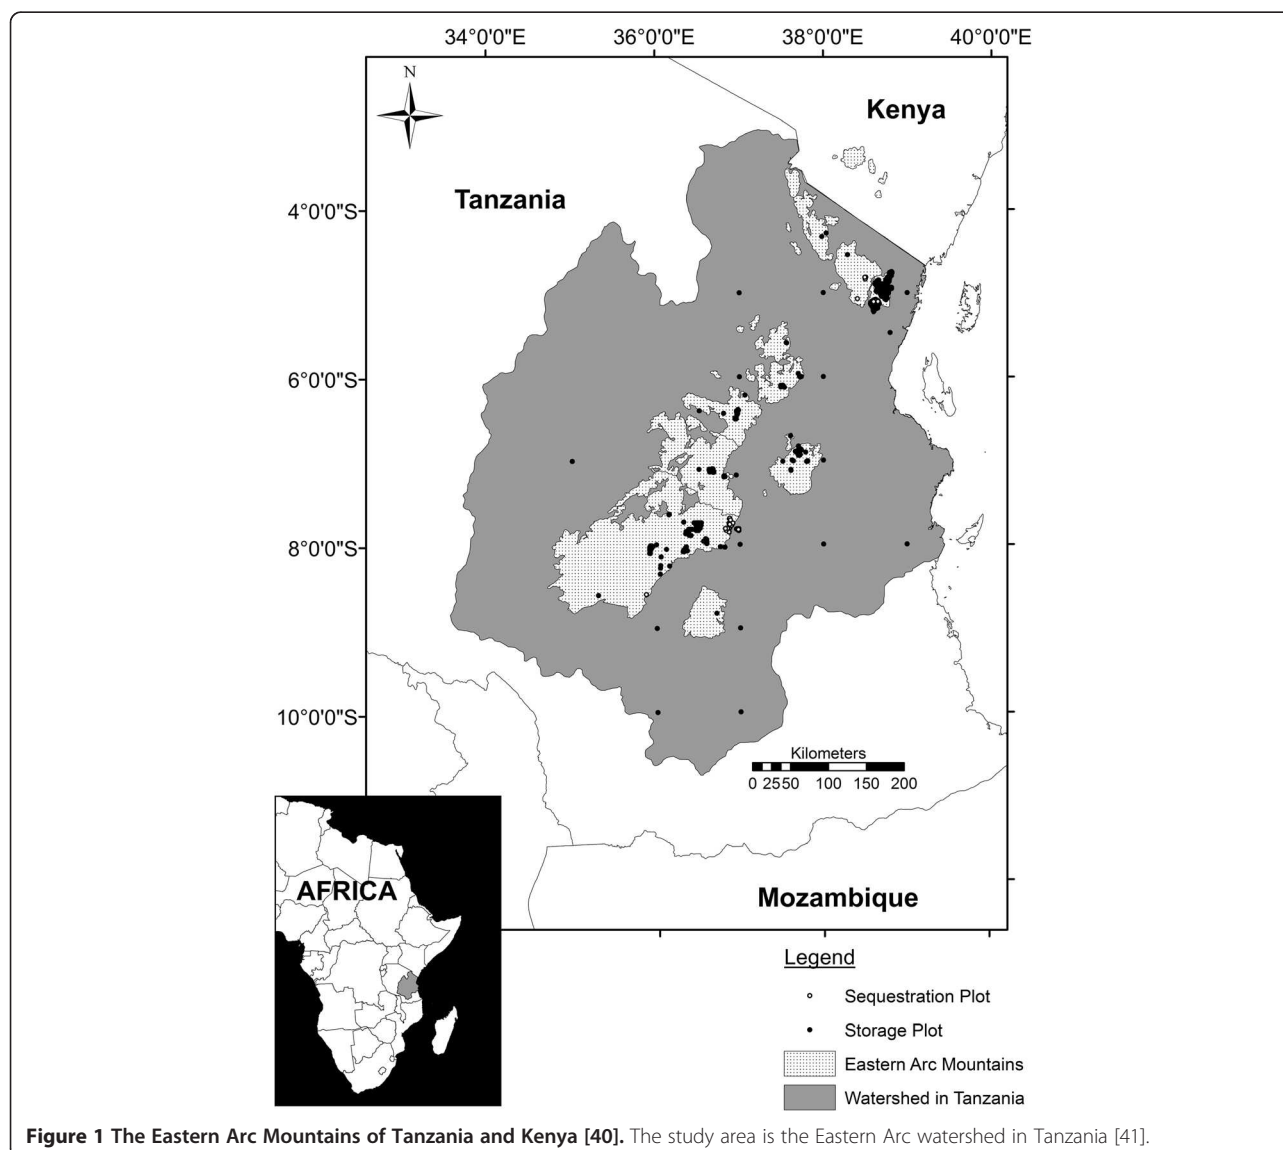 34°0'0"E 36°0'0"E 38°0'0"E 40°0'0"E
N
Kenya
Tanzania
4°0'0"S
6°0'0"S
8°0'0"S
10°0'0"S
Kilometers
0 25 50 100 150 200
AFRICA
Mozambique
Legend
Sequestration Plot
Storage Plot
Eastern Arc Mountains
Watershed in Tanzania
Figure 1 The Eastern Arc Mountains of Tanzania and Kenya [40]. The study area is the Eastern Arc watershed in Tanzania [41].